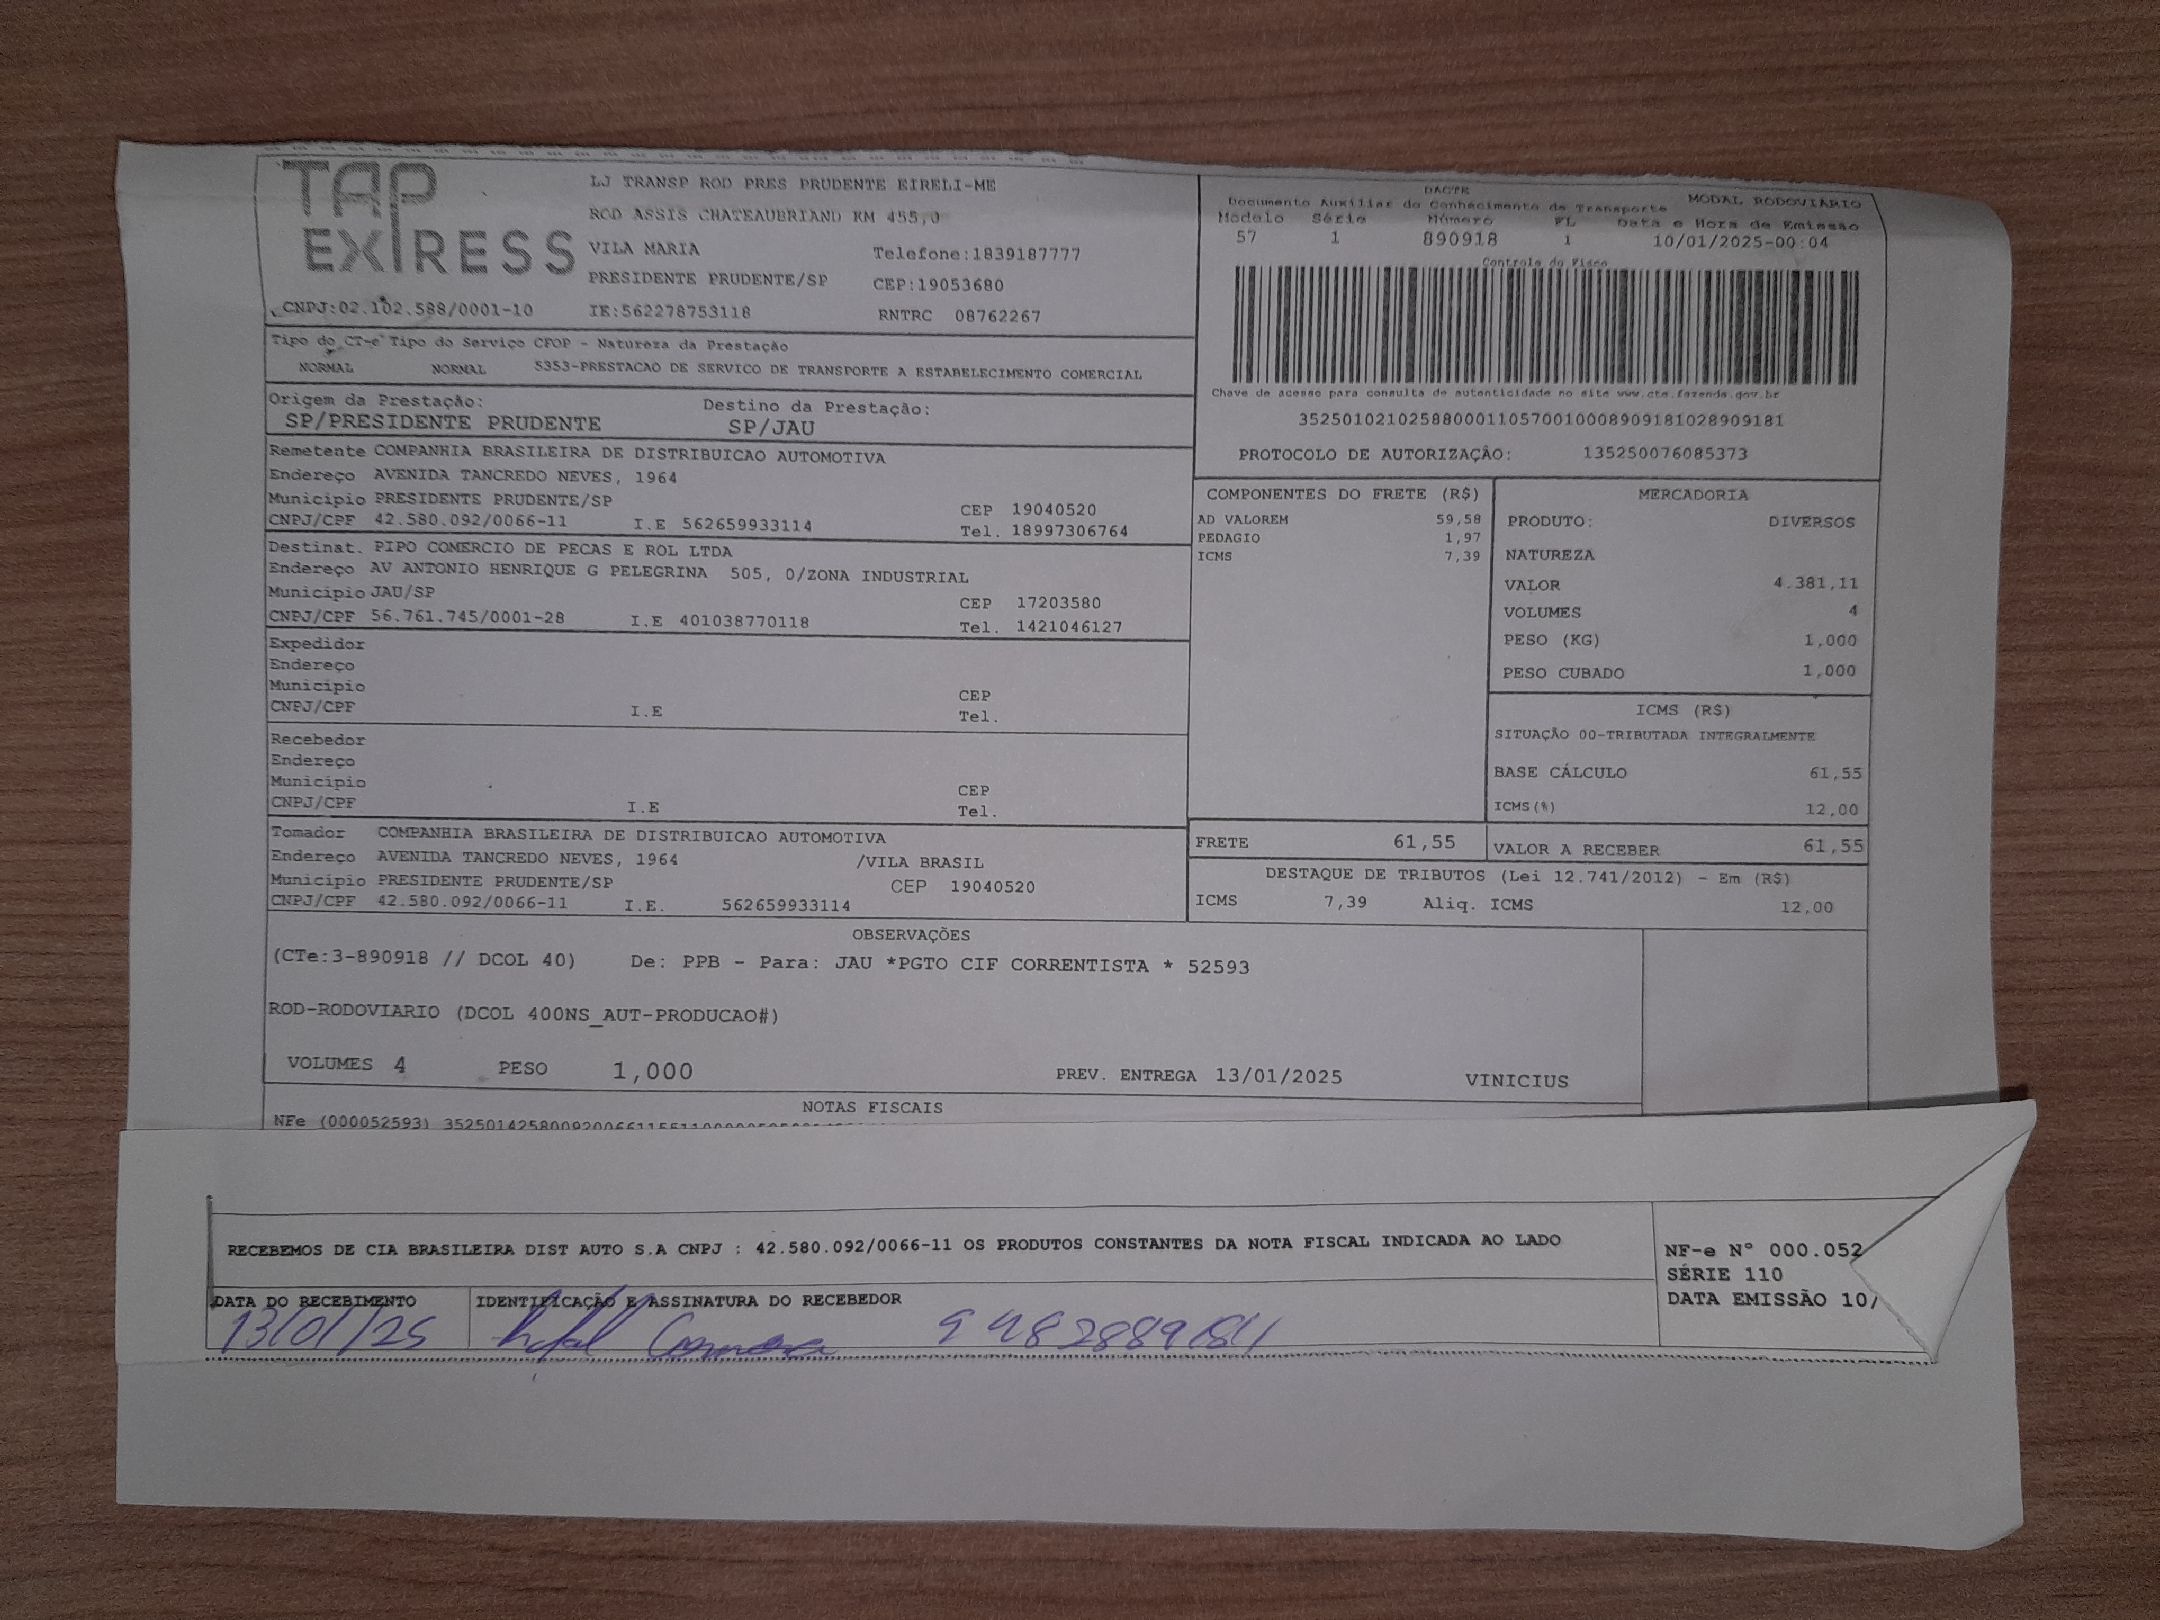 TAP EXPRESS
LJ TRANSP ROD PRES PRUDENTE EIRELI-ME
ROD ASSIS CHATEAUBRIAND KM 455,0
VILA MARIA Telefone:1839187777
PRESIDENTE PRUDENTE/SP CEP:19053680
CNPJ:02.102.588/0001-10 IE:562278753118 RNTRC 08762267
Tipo do CT-e Tipo do Serviço CFOP - Natureza da Prestação
NORMAL NORMAL 5353-PRESTACAO DE SERVICO DE TRANSPORTE A ESTABELECIMENTO COMERCIAL
Origem da Prestação: Destino da Prestação:
SP/PRESIDENTE PRUDENTE SP/JAU
Remetente COMPANHIA BRASILEIRA DE DISTRIBUICAO AUTOMOTIVA
Endereço AVENIDA TANCREDO NEVES, 1964
Município PRESIDENTE PRUDENTE/SP CEP 19040520
CNPJ/CPF 42.580.092/0066-11 I.E 562659933114 Tel. 18997306764
Destinat. PIPO COMERCIO DE PECAS E ROL LTDA
Endereço AV ANTONIO HENRIQUE G PELEGRINA 505, 0/ZONA INDUSTRIAL
Município JAU/SP CEP 17203580
CNPJ/CPF 56.761.745/0001-28 I.E 401038770118 Tel. 1421046127
Expedidor
Endereço
Município CEP
CNPJ/CPF I.E Tel.
Recebedor
Endereço
Município CEP
CNPJ/CPF I.E Tel.
Tomador COMPANHIA BRASILEIRA DE DISTRIBUICAO AUTOMOTIVA
Endereço AVENIDA TANCREDO NEVES, 1964 /VILA BRASIL
Município PRESIDENTE PRUDENTE/SP CEP 19040520
CNPJ/CPF 42.580.092/0066-11 I.E. 562659933114
DACTE MODAL RODOVIÁRIO
Documento Auxiliar do Conhecimento de Transporte
Modelo Série Número FL Data e Hora de Emissão
57 1 890918 1 10/01/2025-00:04
Controle do Fisco
Chave de acesso para consulta de autenticidade no site www.cte.fazenda.gov.br
35250102102588000110570010008909181028909181
PROTOCOLO DE AUTORIZAÇÃO: 135250076085373
COMPONENTES DO FRETE (R$)
AD VALOREM 59,58
PEDAGIO 1,97
ICMS 7,39
MERCADORIA
PRODUTO: DIVERSOS
NATUREZA
VALOR 4.381,11
VOLUMES 4
PESO (KG) 1,000
PESO CUBADO 1,000
ICMS (R$)
SITUAÇÃO 00-TRIBUTADA INTEGRALMENTE
BASE CÁLCULO 61,55
ICMS(%) 12,00
FRETE 61,55 VALOR A RECEBER 61,55
DESTAQUE DE TRIBUTOS (Lei 12.741/2012) - Em (R$)
ICMS 7,39 Aliq. ICMS 12,00
OBSERVAÇÕES
(CTe:3-890918 // DCOL 40) De: PPB - Para: JAU *PGTO CIF CORRENTISTA * 52593
ROD-RODOVIARIO (DCOL 400NS_AUT-PRODUCAO#)
VOLUMES 4 PESO 1,000 PREV. ENTREGA 13/01/2025 VINICIUS
NOTAS FISCAIS
NFe (000052593)
RECEBEMOS DE CIA BRASILEIRA DIST AUTO S.A CNPJ : 42.580.092/0066-11 OS PRODUTOS CONSTANTES DA NOTA FISCAL INDICADA AO LADO
NF-e Nº 000.052
SÉRIE 110
DATA EMISSÃO 10/
DATA DO RECEBIMENTO IDENTIFICAÇÃO E ASSINATURA DO RECEBEDOR
13/01/25